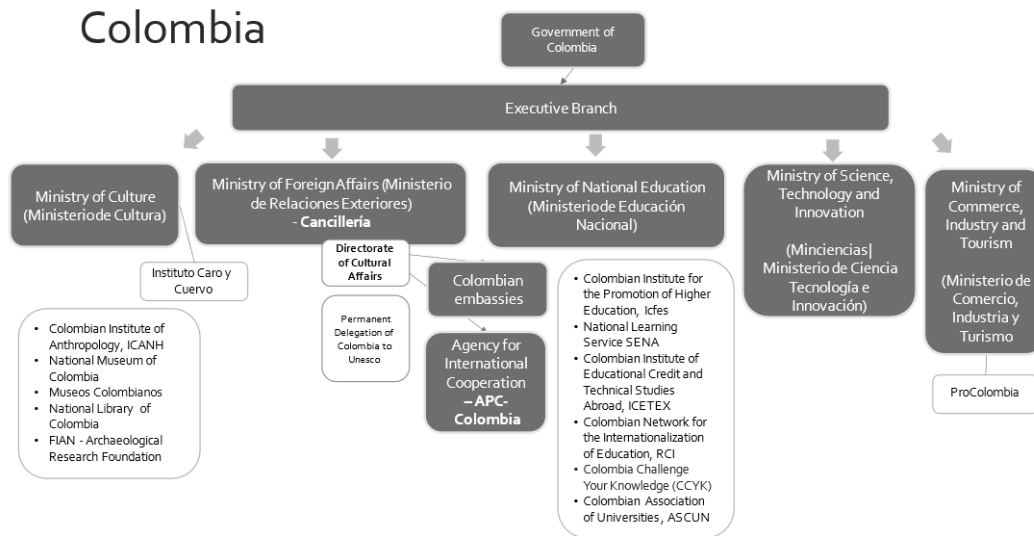 Colombia
Government of
Colombia
Executive Branch
Ministry of Culture
(Ministerio de Cultura)
Ministry of Foreign Affairs (Ministerio
de Relaciones Exteriores)
- Cancillería
Ministry of National Education
(Ministerio de Educación
Nacional)
Ministry of Science,
Technology and
Innovation
(Minciencias|
Ministerio de Ciencia
Tecnología e
Innovación)
Ministry of
Commerce,
Industry and
Tourism
(Ministerio de
Comercio,
Industria y
Turismo
Instituto Caro y
Cuervo
• Colombian Institute of
Anthropology, ICANH
• National Museum of
Colombia
• Museos Colombianos
• National Library of
Colombia
• FIAN - Archaeological
Research Foundation
Directorate
of Cultural
Affairs
Permanent
Delegation of
Colombia to
Unesco
Colombian
embassies
Agency for
International
Cooperation
– APC-
Colombia
• Colombian Institute for
the Promotion of Higher
Education, Icfes
• National Learning
Service SENA
• Colombian Institute of
Educational Credit and
Technical Studies
Abroad, ICETEX
• Colombian Network for
the Internationalization
of Education, RCI
• Colombia Challenge
Your Knowledge (CCYK)
• Colombian Association
of Universities, ASCUN
ProColombia